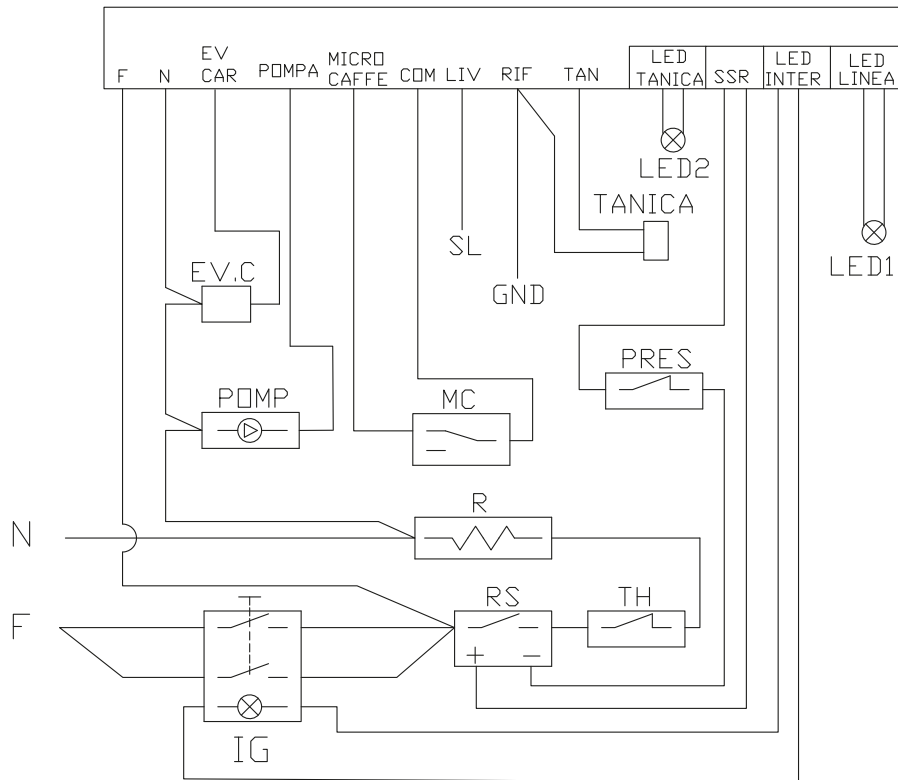 F
N
EV
CAR
POMPA
MICRO
CAFFE
COM
LIV
RIF
TAN
LED
TANICA
SSR
LED
INTER
LED
LINEA
LED2
TANICA
SL
LED1
EV.C
GND
PRES
POMP
MC
R
N
RS
TH
F
+
−
IG